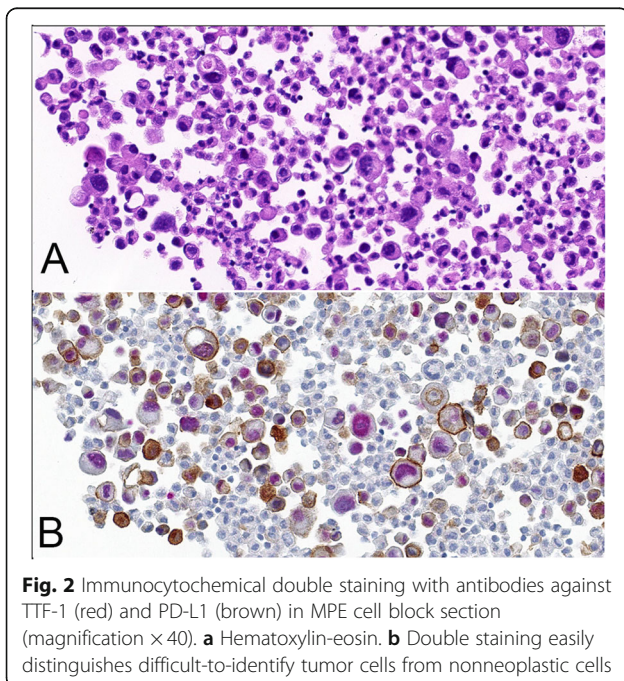 A
B
Fig. 2 Immunocytochemical double staining with antibodies against
TTF-1 (red) and PD-L1 (brown) in MPE cell block section
(magnification × 40). a Hematoxylin-eosin. b Double staining easily
distinguishes difficult-to-identify tumor cells from nonneoplastic cells